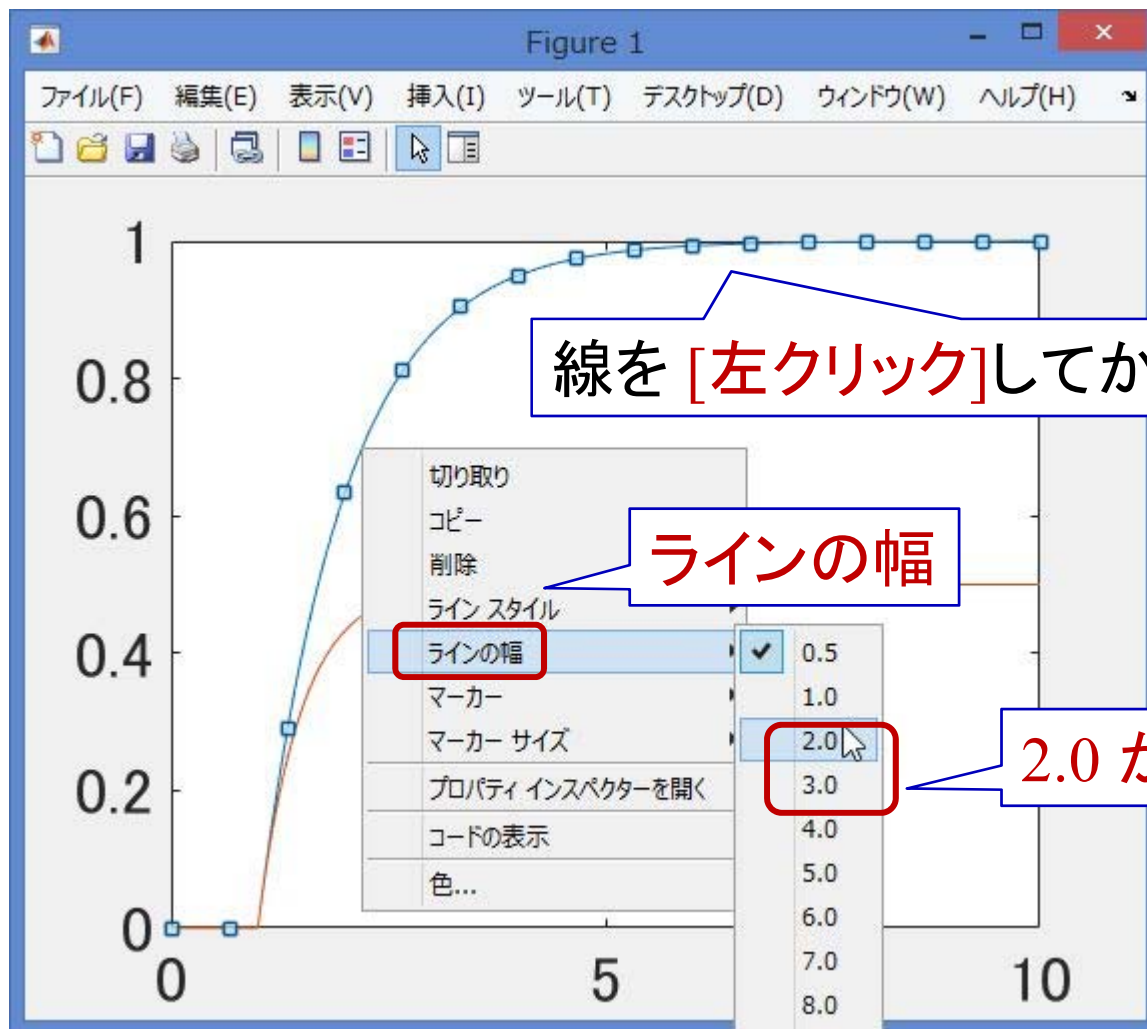 Figure 1
ファイル(F) 編集(E) 表示(V) 挿入(I) ツール(T) デスクトップ(D) ウィンドウ(W) ヘルプ(H)
1
0.8
0.6
0.4
0.2
0
0
5
10
線を [左クリック]してか
切り取り
コピー
削除
ライン スタイル
ラインの幅
マーカー
マーカー サイズ
プロパティ インスペクターを開く
コードの表示
色...
ラインの幅
0.5
1.0
2.0
3.0
4.0
5.0
6.0
7.0
8.0
2.0 か